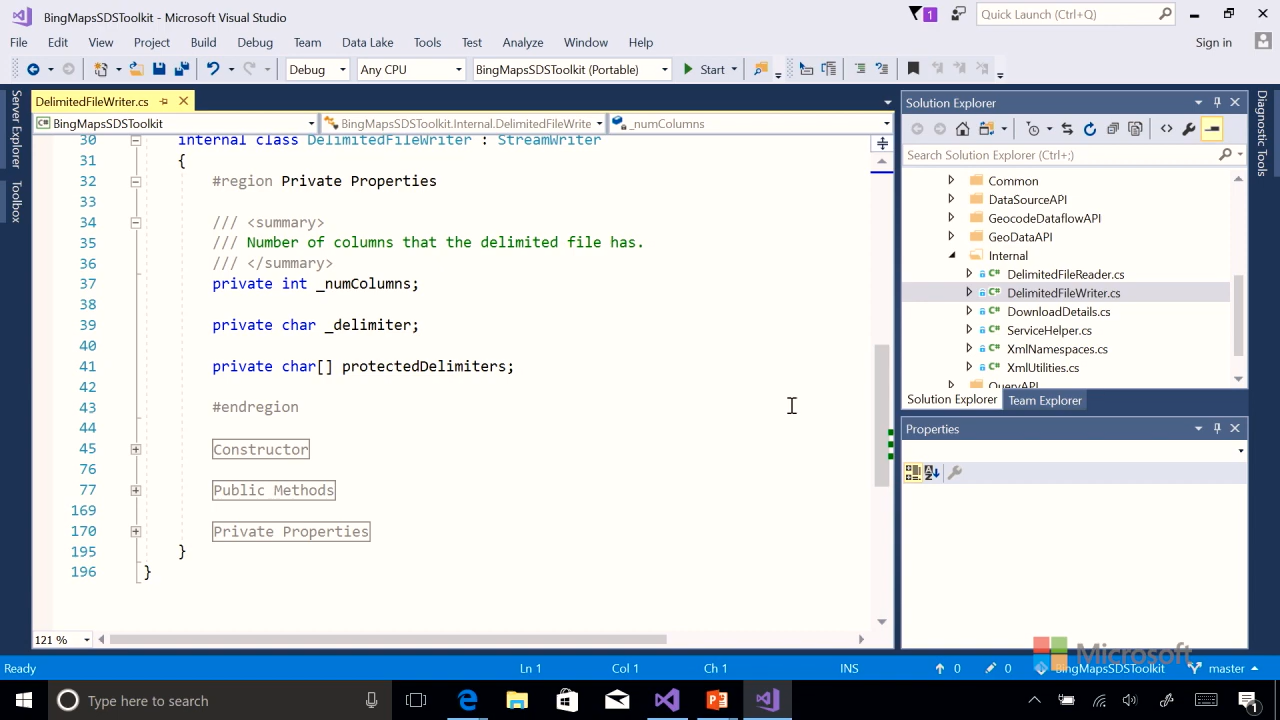 BingMapsSDSToolkit - Microsoft Visual Studio
1
Quick Launch (Ctrl+Q)
File Edit View Project Build Debug Team Data Lake Tools Test Analyze Window Help
Sign in
Debug Any CPU BingMapsSDSToolkit (Portable) Start
Server Explorer
Toolbox
DelimitedFileWriter.cs
BingMapsSDSToolkit BingMapsSDSToolkit.Internal.DelimitedFileWrite _numColumns
30 internal class DelimitedFileWriter : StreamWriter
31 {
32 #region Private Properties
33
34 /// <summary>
35 /// Number of columns that the delimited file has.
36 /// </summary>
37 private int _numColumns;
38
39 private char _delimiter;
40
41 private char[] protectedDelimiters;
42
43 #endregion
44
45 Constructor
76
77 Public Methods
169
170 Private Properties
195 }
196 }
121 %
Solution Explorer
Search Solution Explorer (Ctrl+;)
Common
DataSourceAPI
GeocodeDataflowAPI
GeoDataAPI
Internal
C# DelimitedFileReader.cs
C# DelimitedFileWriter.cs
C# DownloadDetails.cs
C# ServiceHelper.cs
C# XmlNamespaces.cs
C# XmlUtilities.cs
QueryAPI
Solution Explorer Team Explorer
Properties
Diagnostic Tools
Microsoft
Ready Ln 1 Col 1 Ch 1 INS 0 0 BingMapsSDSToolkit master
Type here to search
1